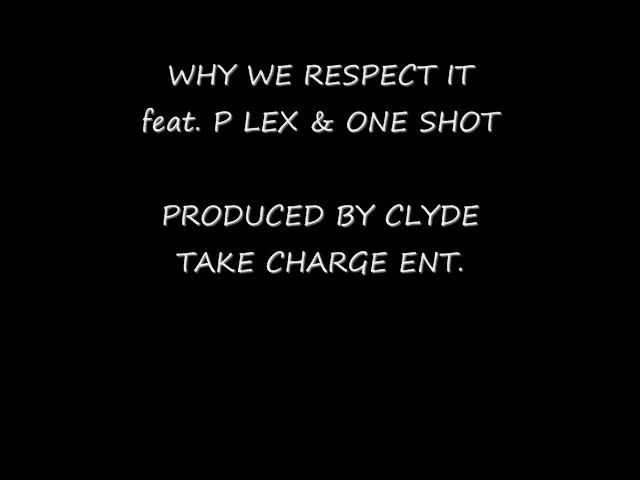 WHY WE RESPECT IT
feat. P LEX & ONE SHOT
PRODUCED BY CLYDE
TAKE CHARGE ENT.